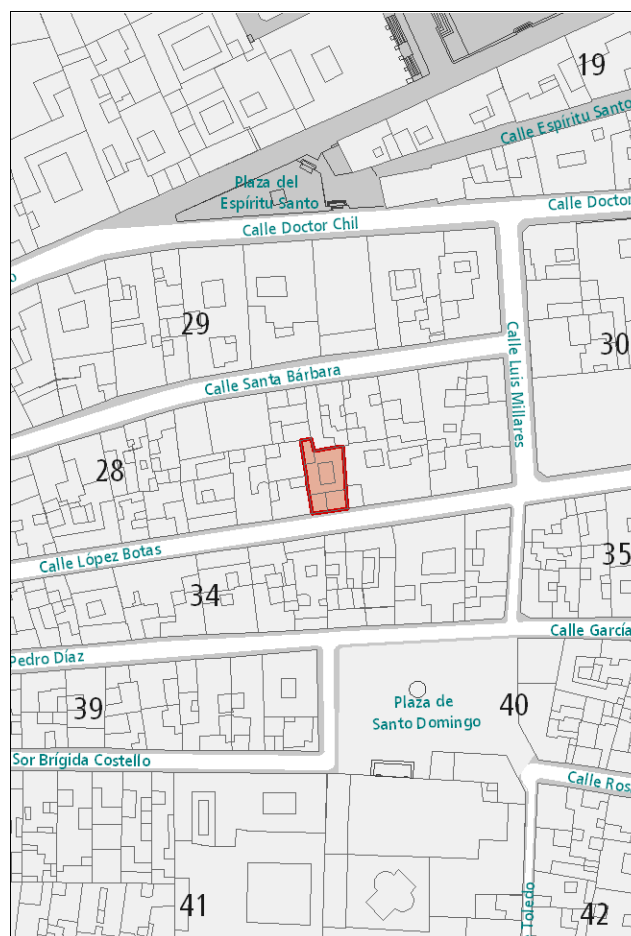 19
Calle Espíritu Santo
Plaza del
Espíritu Santo
Calle Doctor
Calle Doctor Chil
o
29
Calle Luis Millares
30
Calle Santa Bárbara
28
Calle López Botas
35
34
Calle García
Pedro Díaz
39
Plaza de
Santo Domingo
40
Sor Brígida Costello
Calle Ros
41
Toledo
42